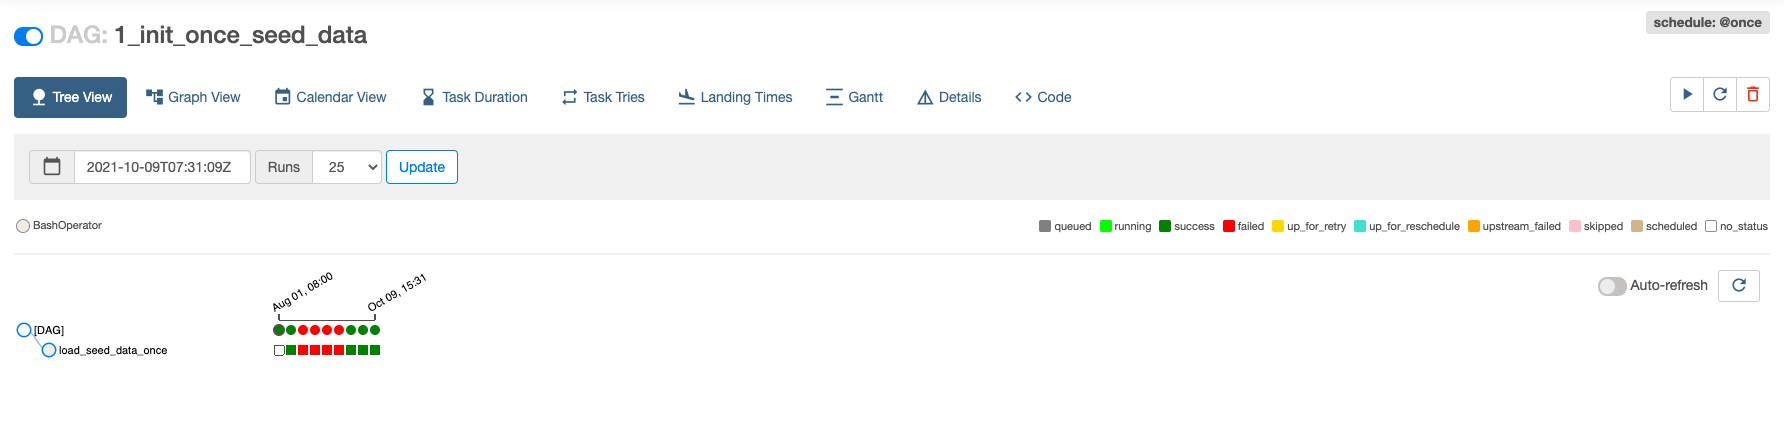 DAG: 1_init_once_seed_data
schedule: @once
Tree View Graph View Calendar View Task Duration Task Tries Landing Times Gantt Details Code
2021-10-09T07:31:09Z Runs 25 Update
BashOperator queued running success failed up_for_retry up_for_reschedule upstream_failed skipped scheduled no_status
Auto-refresh
Aug 01, 08:00 Oct 09, 15:31
[DAG]
load_seed_data_once